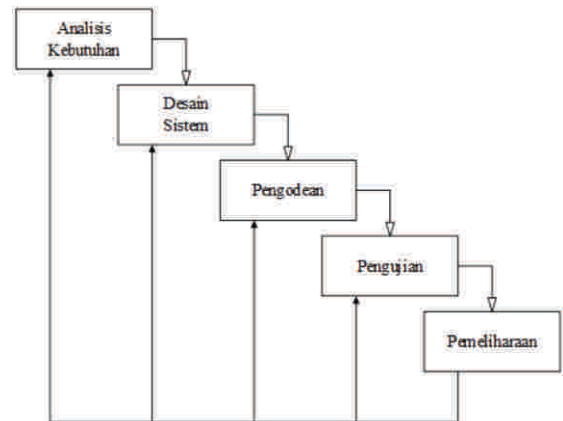 Analisis
Kebutuhan
Desain
Sistem
Pengodean
Pengujian
Pemeliharaan